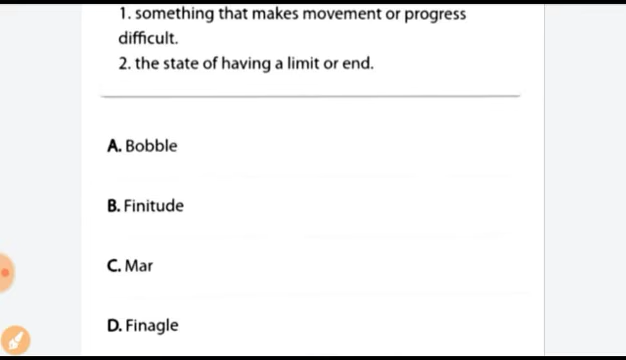 1. something that makes movement or progress
difficult.
2. the state of having a limit or end.
A. Bobble
B. Finitude
C. Mar
D. Finagle